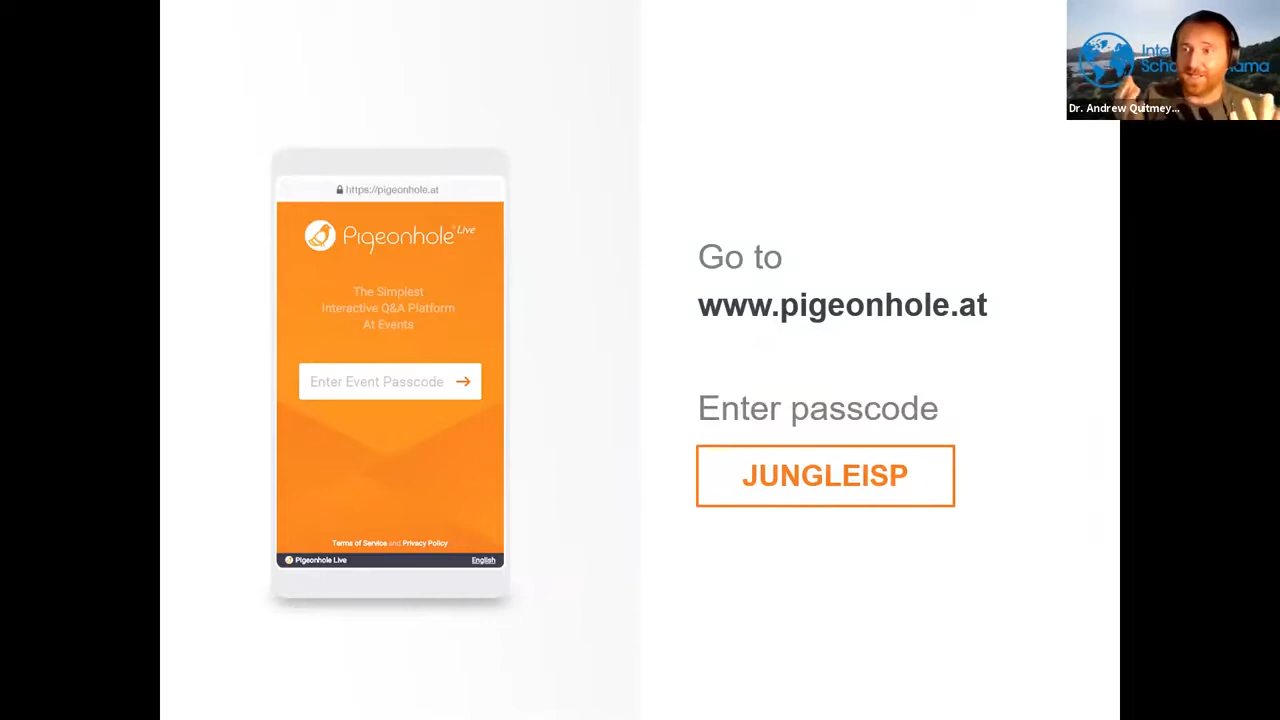 https://pigeonhole.at
Pigeonhole Live
The Simplest
Interactive Q&A Platform
At Events
Enter Event Passcode
Terms of Service and Privacy Policy
Pigeonhole Live
English
Go to
www.pigeonhole.at
Enter passcode
JUNGLEISP
Dr. Andrew Quitmey...